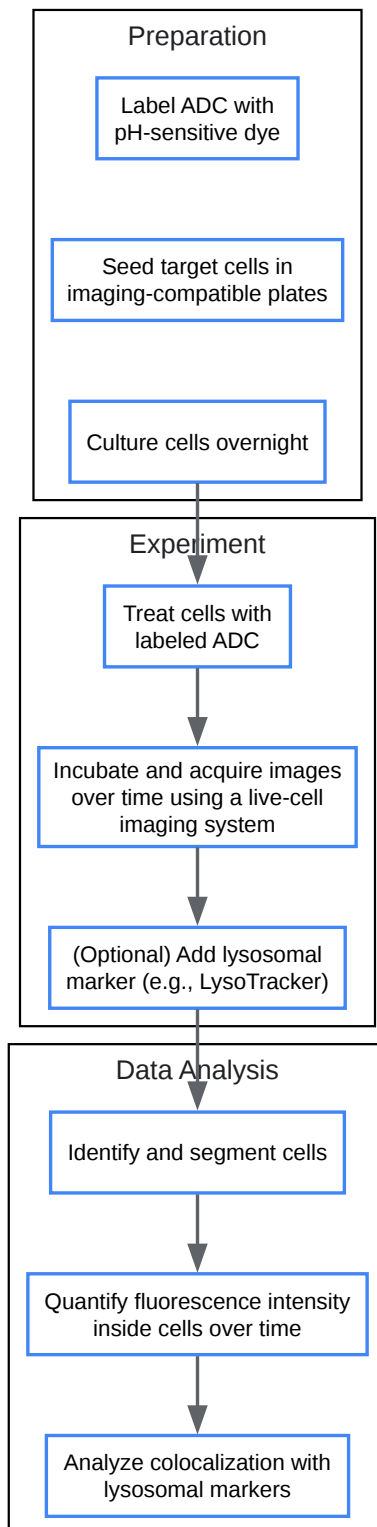 Preparation
Label ADC with
pH-sensitive dye
Seed target cells in
imaging-compatible plates
Culture cells overnight
Experiment
Treat cells with
labeled ADC
Incubate and acquire images
over time using a live-cell
imaging system
(Optional) Add lysosomal
marker (e.g., LysoTracker)
Data Analysis
Identify and segment cells
Quantify fluorescence intensity
inside cells over time
Analyze colocalization with
lysosomal markers